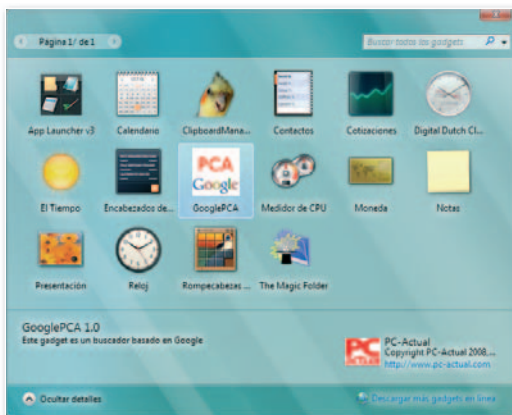 Página 1/ de1
Buscar todos los gadgets
App Launcher v3
Calendario
ClipboardMana...
Contactos
Cotizaciones
Digital Dutch Cl...
PCA
Google
El Tiempo
Encabezados de...
GooglePCA
Medidor de CPU
Moneda
Notas
Presentación
Reloj
Rompecabezas ...
The Magic Folder
GooglePCA 1.0
Este gadget es un buscador basado en Google
PC
ACTUAL
PC-Actual
Copyright PC-Actual 2008,...
http://www.pc-actual.com
Ocultar detalles
Descargar más gadgets en línea